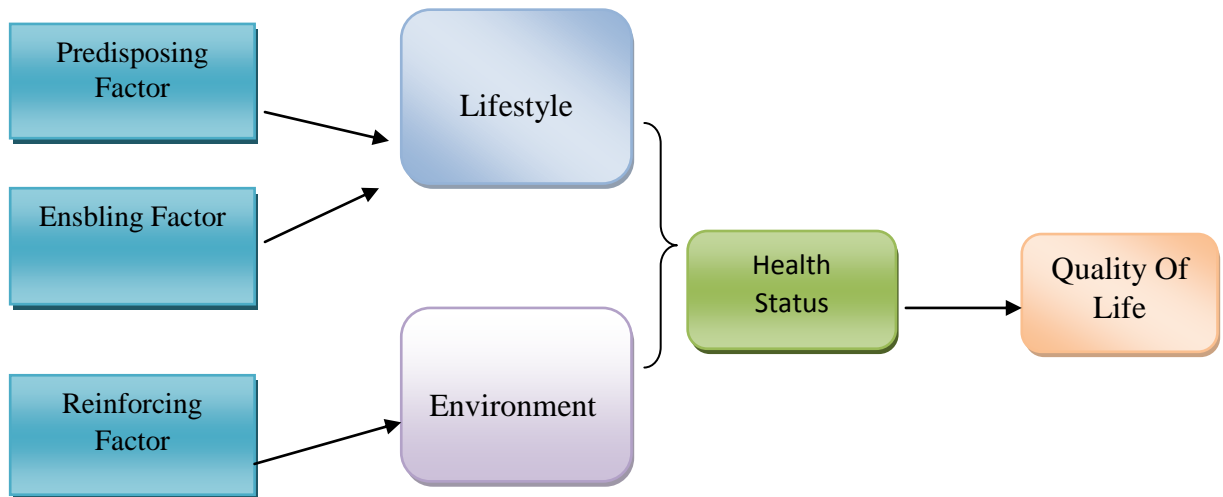 Predisposing
Factor
Lifestyle
Ensbling Factor
Health
Status
Quality Of
Life
Reinforcing
Factor
Environment